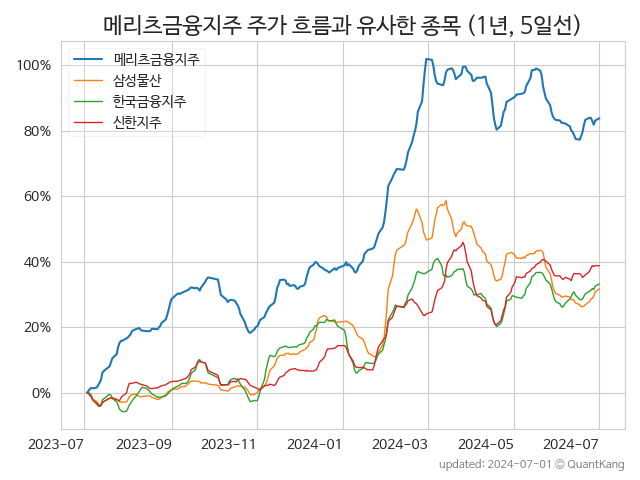 메리츠금융지주 주가 흐름과 유사한 종목 (1년, 5일선)
메리츠금융지주
삼성물산
한국금융지주
신한지주
100%
80%
60%
40%
20%
0%
2023-07 2023-09 2023-11 2024-01 2024-03 2024-05 2024-07
updated: 2024-07-01 © QuantKang